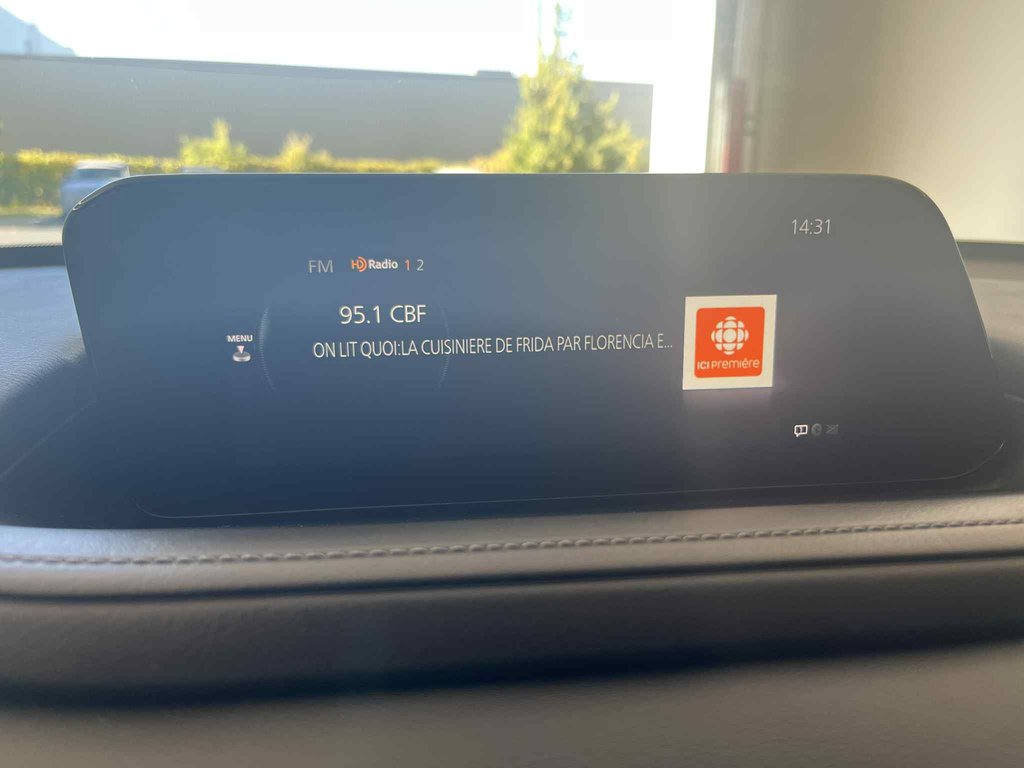 14:31
FM HD Radio 1 2
95.1 CBF
MENU
ON LIT QUOI:LA CUISINIERE DE FRIDA PAR FLORENCIA E...
ICI première